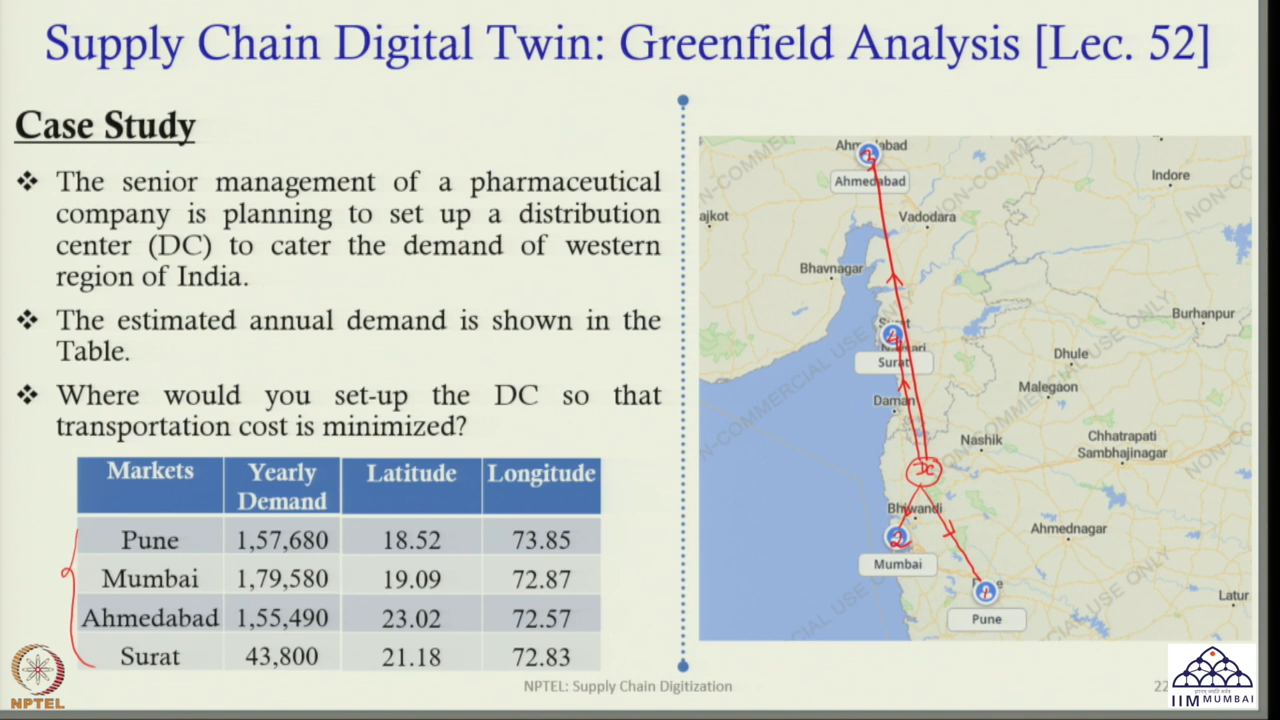 Supply Chain Digital Twin: Greenfield Analysis [Lec. 52]
Case Study
❖ The senior management of a pharmaceutical
company is planning to set up a distribution
center (DC) to cater the demand of western
region of India.
❖ The estimated annual demand is shown in the
Table.
❖ Where would you set-up the DC so that
transportation cost is minimized?
Markets Yearly Demand Latitude Longitude
Pune 1,57,680 18.52 73.85
Mumbai 1,79,580 19.09 72.87
Ahmedabad 1,55,490 23.02 72.57
Surat 43,800 21.18 72.83
Ahmedabad
3
Indore
ajkot
Vadodara
Bhavnagar
Burhanpur
4
Surat
Dhule
Malegaon
Daman
Nashik
Chhatrapati
Sambhajinagar
DC
Bhiwandi
Ahmednagar
2
Mumbai
1
Latur
Pune
NON-COMMERCIAL USE ONLY
NPTEL
NPTEL: Supply Chain Digitization
22
IIM MUMBAI